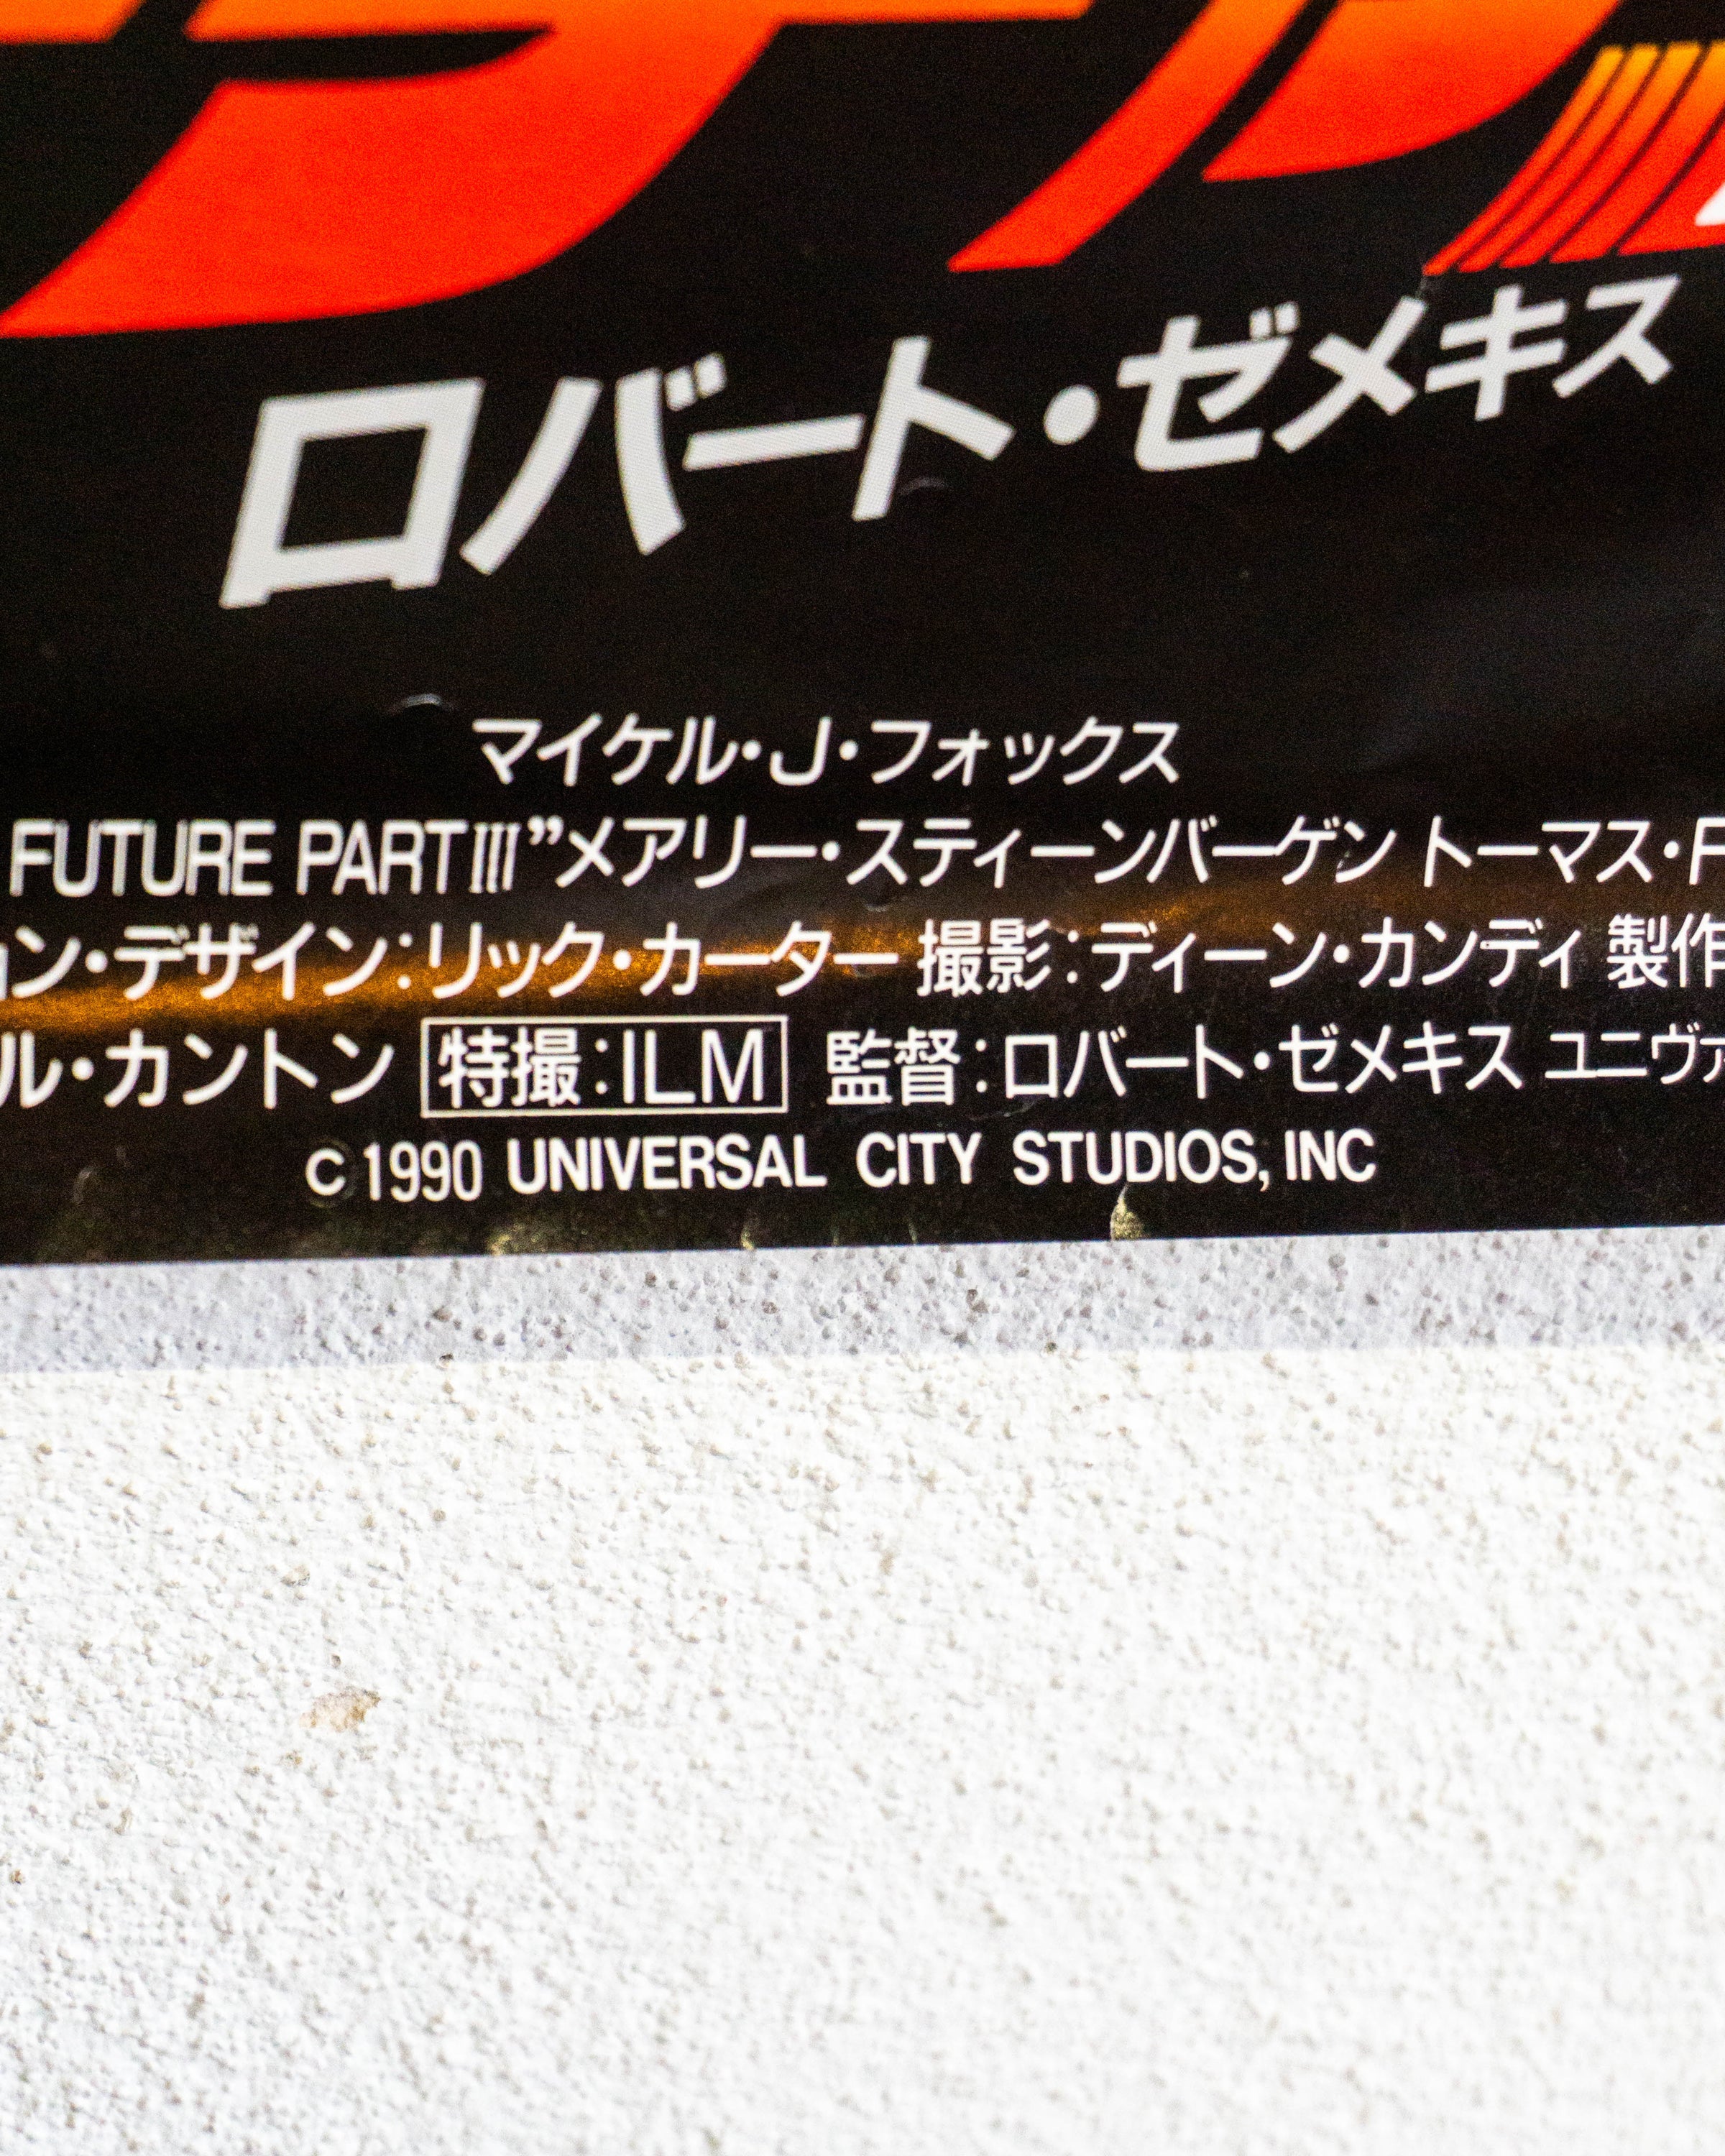 ロバート・ゼメキス
マイケル・J・フォックス
FUTURE PART III”メアリー・スティーンバーゲン トーマス・F
ョン・デザイン:リック・カーター 撮影:ディーン・カンディ 製作
ル・カントン 特撮:ILM 監督:ロバート・ゼメキス ユニヴァ
C 1990 UNIVERSAL CITY STUDIOS, INC